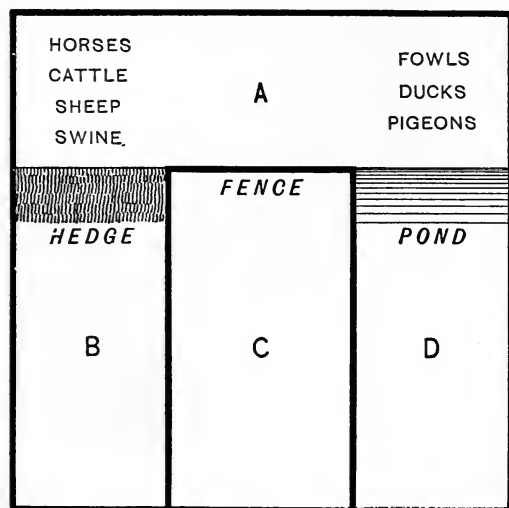 HORSES
CATTLE
SHEEP
SWINE.
A
FOWLS
DUCKS
PIGEONS
FENCE
HEDGE
POND
B
C
D